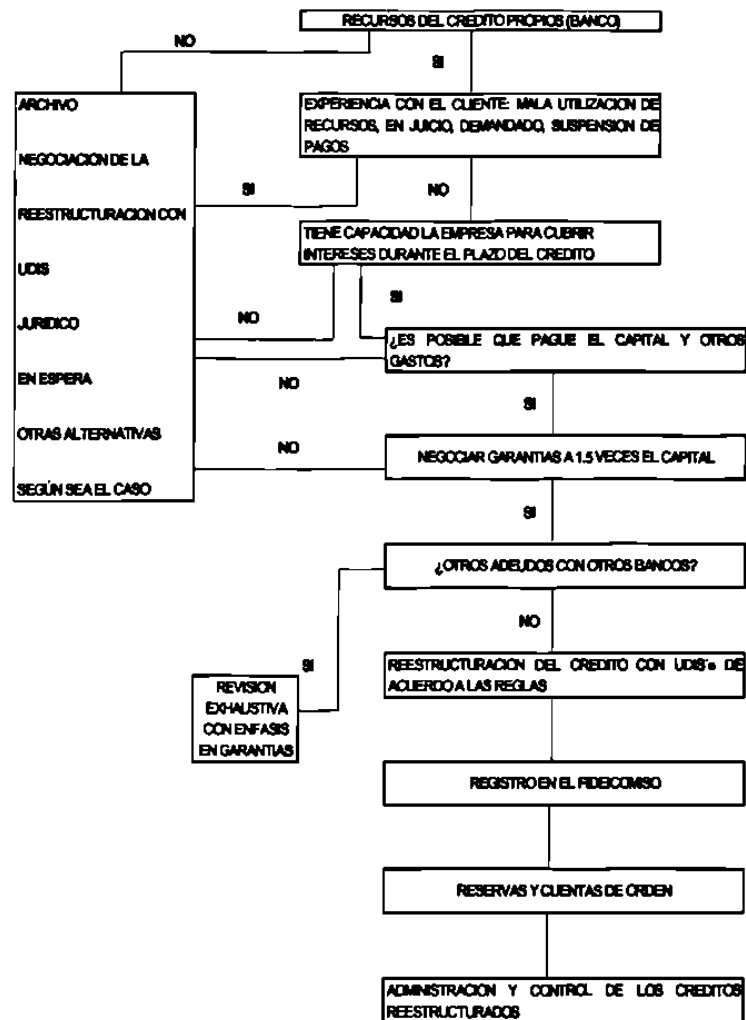 RECURSOS DEL CREDITO PROPIOS (BANCO)
NO
SI
ARCHIVO
NEGOCIACION DE LA
REESTRUCTURACION CON
UDIS
JURIDICO
EN ESPERA
OTRAS ALTERNATIVAS
SEGÚN SEA EL CASO
EXPERIENCIA CON EL CLIENTE: MALA UTILIZACION DE
RECURSOS, EN JUICIO, DEMANDADO, SUSPENSION DE
PAGOS
SI
NO
TIENE CAPACIDAD LA EMPRESA PARA CUBRIR
INTERESES DURANTE EL PLAZO DEL CREDITO
NO
SI
¿ES POSIBLE QUE PAGUE EL CAPITAL Y OTROS
GASTOS?
NO
SI
NEGOCIAR GARANTIAS A 1.5 VECES EL CAPITAL
NO
SI
¿OTROS ADEUDOS CON OTROS BANCOS?
SI
NO
REVISION
EXHAUSTIVA
CON ENFASIS
EN GARANTIAS
REESTRUCTURACION DEL CREDITO CON UDIS´s DE
ACUERDO A LAS REGLAS
REGISTRO EN EL FIDEICOMISO
RESERVAS Y CUENTAS DE ORDEN
ADMINISTRACION Y CONTROL DE LOS CREDITOS
REESTRUCTURADOS